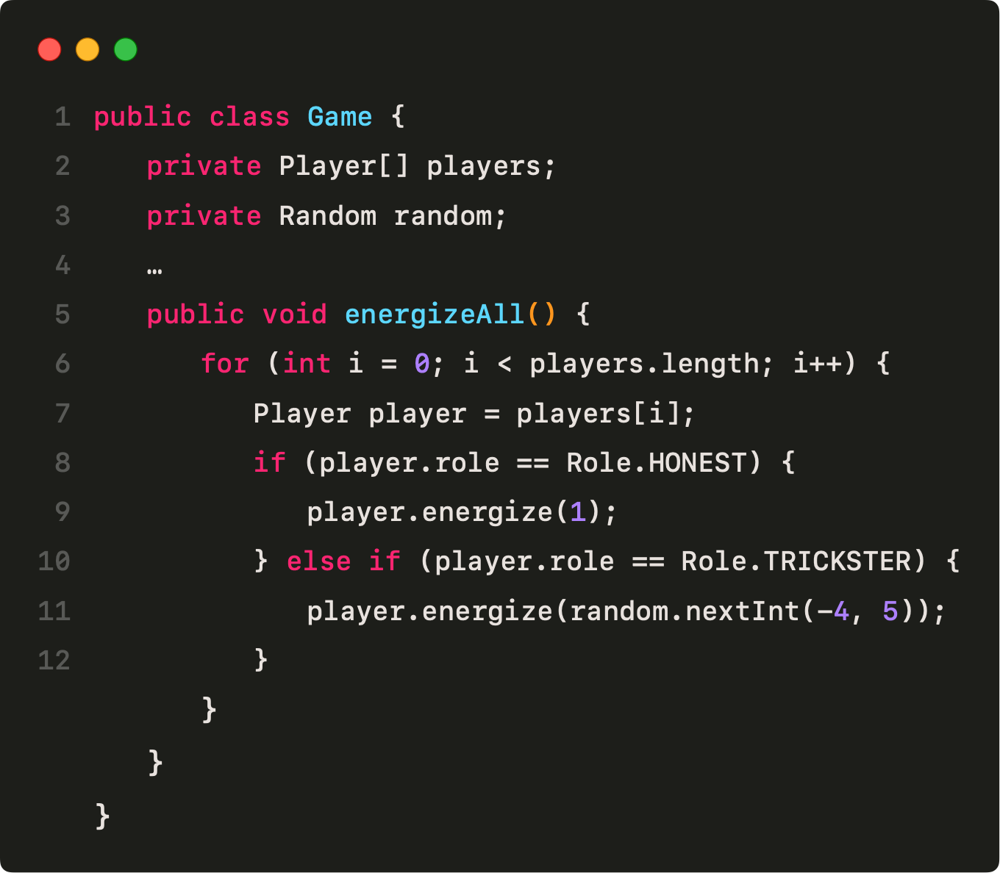 1 public class Game {
2 private Player[] players;
3 private Random random;
4 …
5 public void energizeAll() {
6 for (int i = 0; i < players.length; i++) {
7 Player player = players[i];
8 if (player.role == Role.HONEST) {
9 player.energize(1);
10 } else if (player.role == Role.TRICKSTER) {
11 player.energize(random.nextInt(-4, 5));
12 }
}
}
}